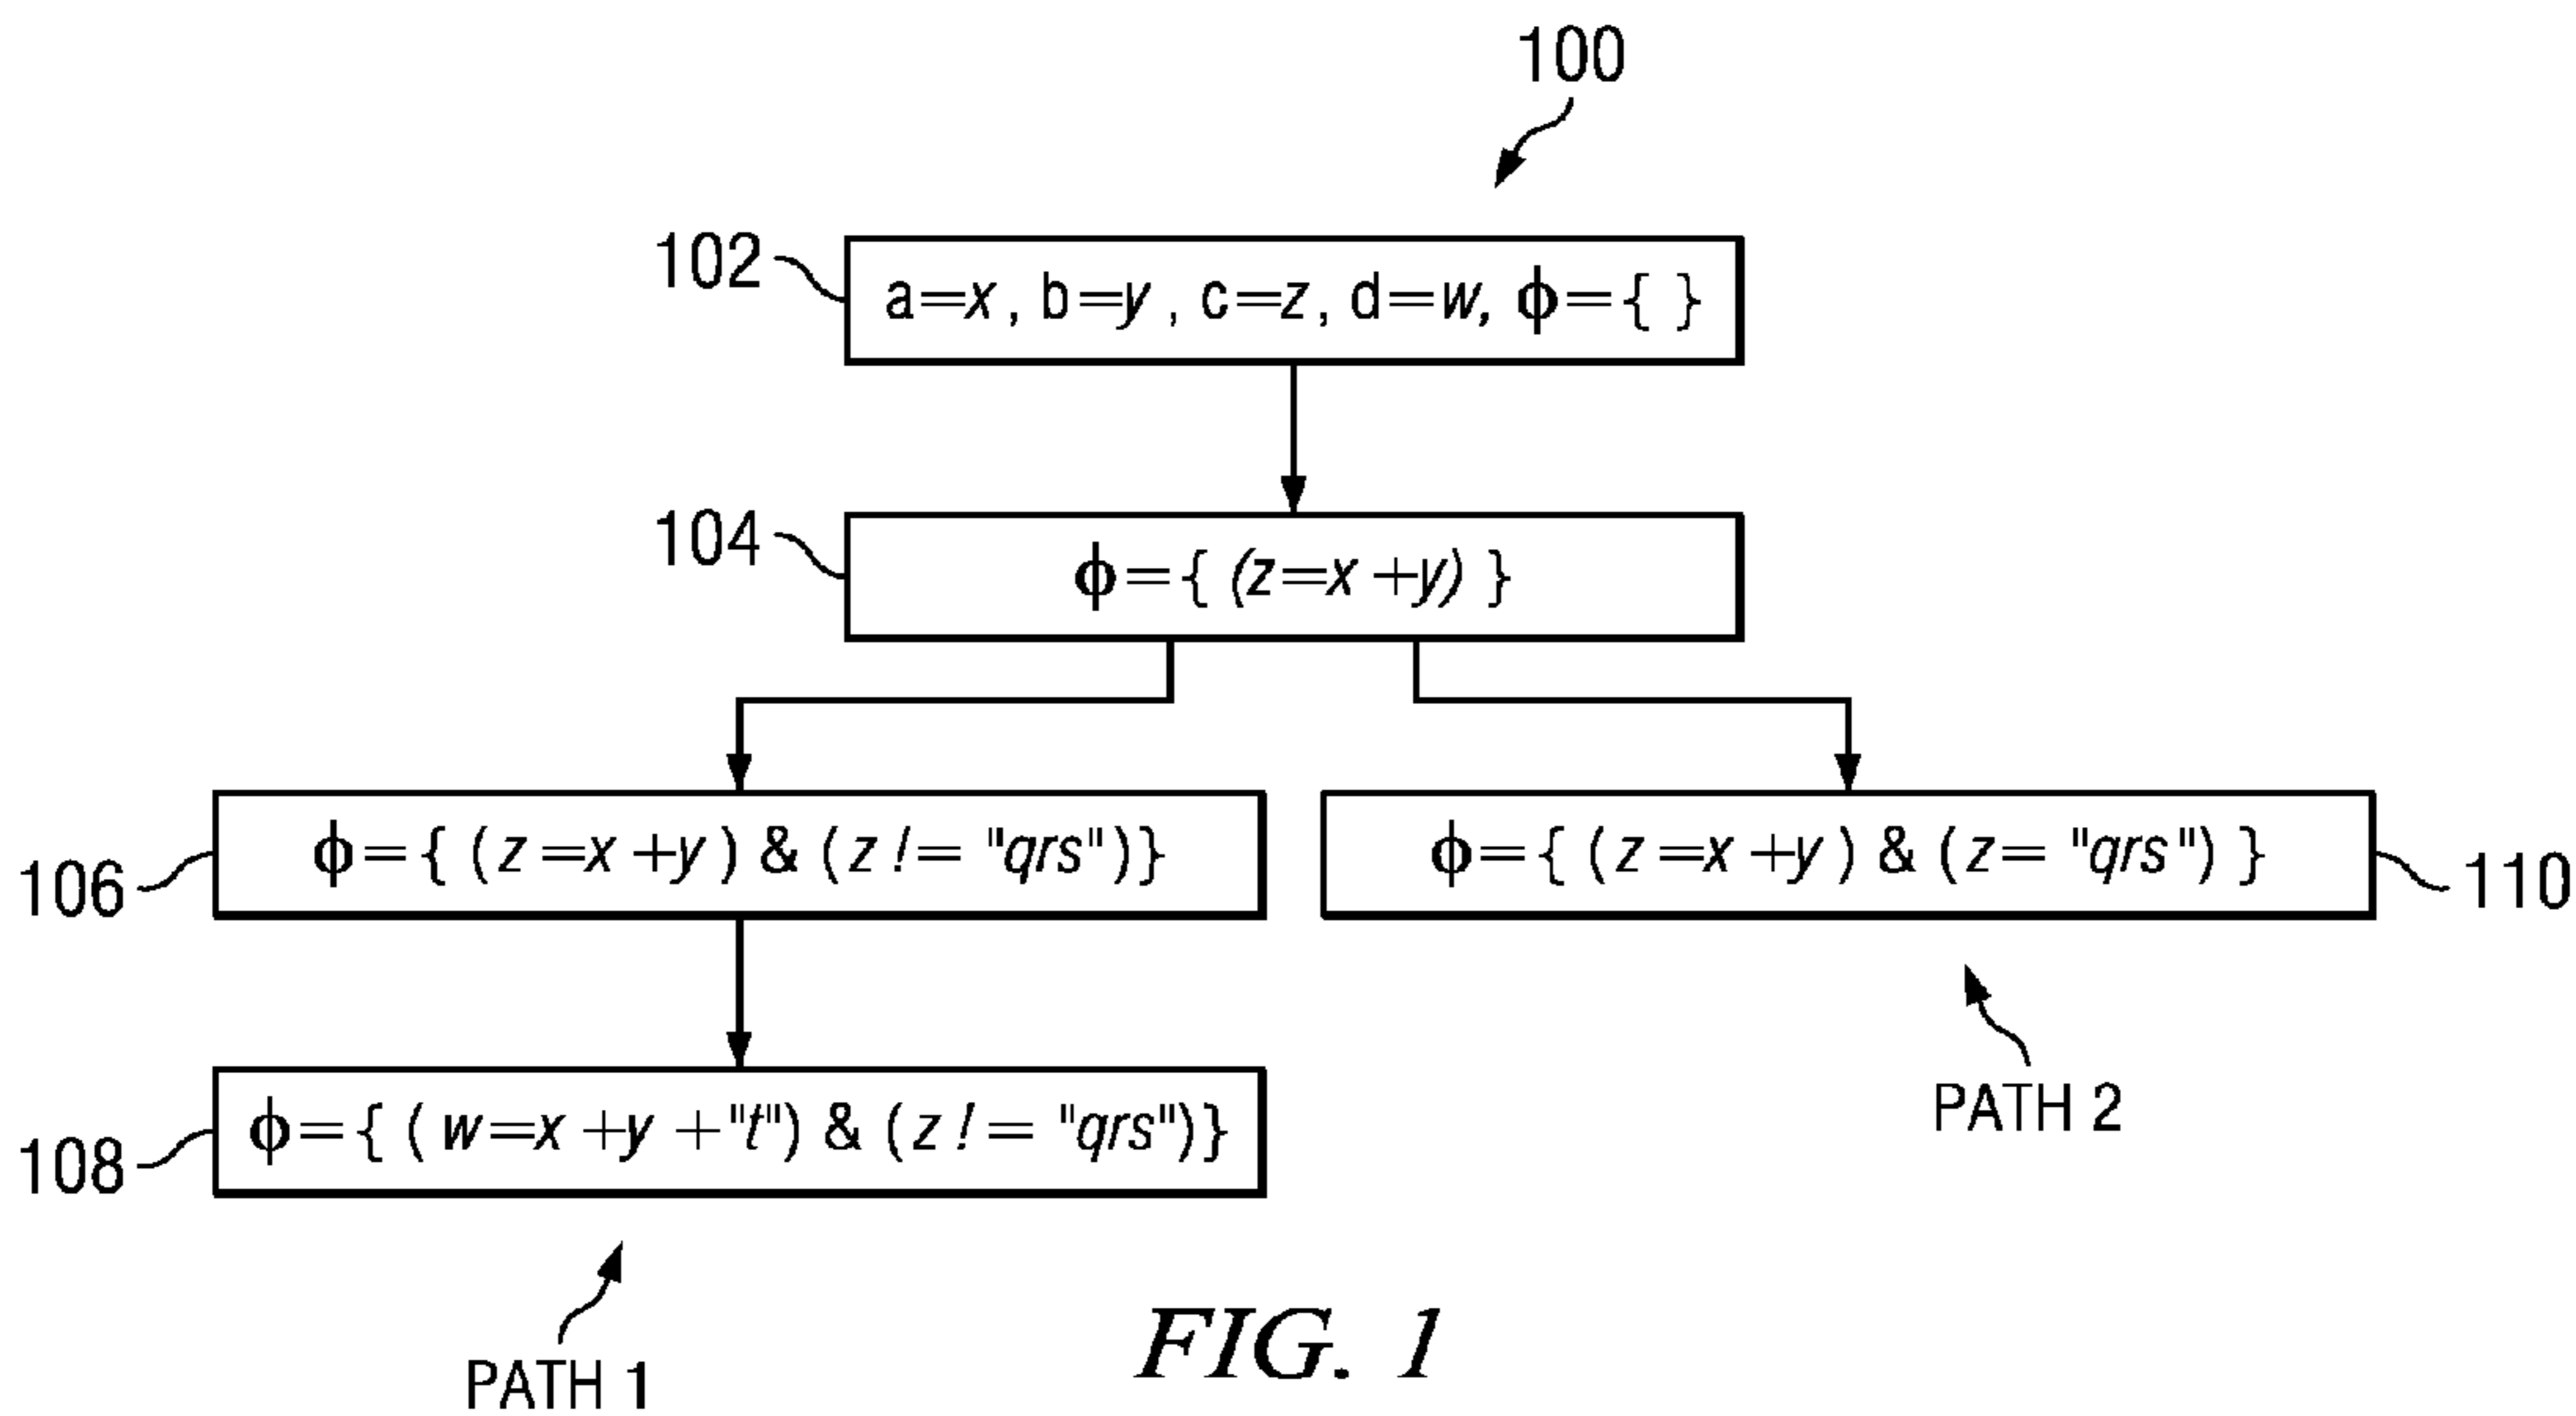 100
102
a=x, b=y, c=z, d=w, ϕ={ }
104
ϕ={ (z=x+y) }
106
ϕ={ (z=x+y) & (z != "qrs")}
ϕ={ (z=x+y) & (z= "qrs") }
110
108
ϕ={ (w=x+y+"t") & (z != "qrs")}
PATH 2
PATH 1
FIG. 1